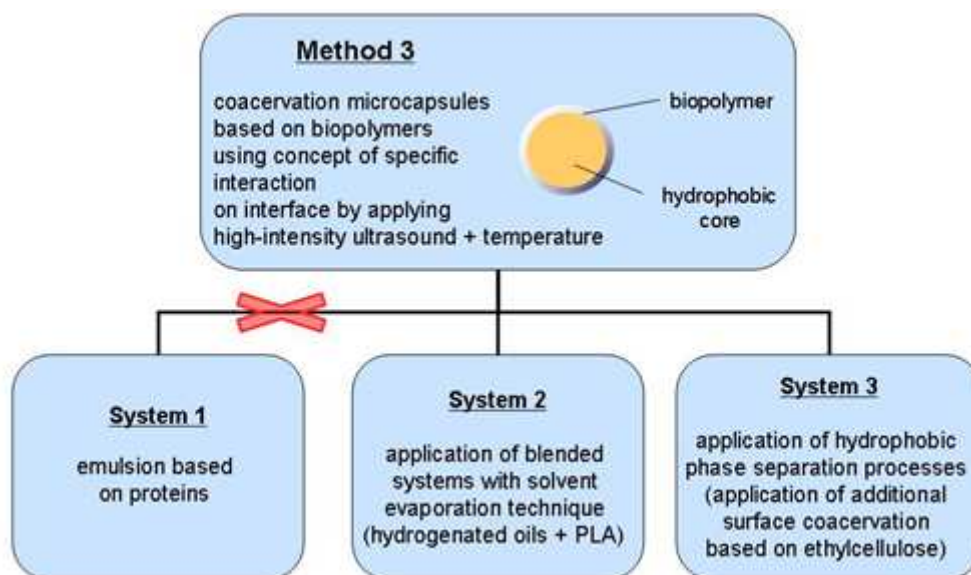 Method 3
coacervation microcapsules
based on biopolymers
using concept of specific
interaction
on interface by applying
high-intensity ultrasound + temperature
biopolymer
hydrophobic
core
System 1
emulsion based
on proteins
System 2
application of blended
systems with solvent
evaporation technique
(hydrogenated oils + PLA)
System 3
application of hydrophobic
phase separation processes
(application of additional
surface coacervation
based on ethylcellulose)